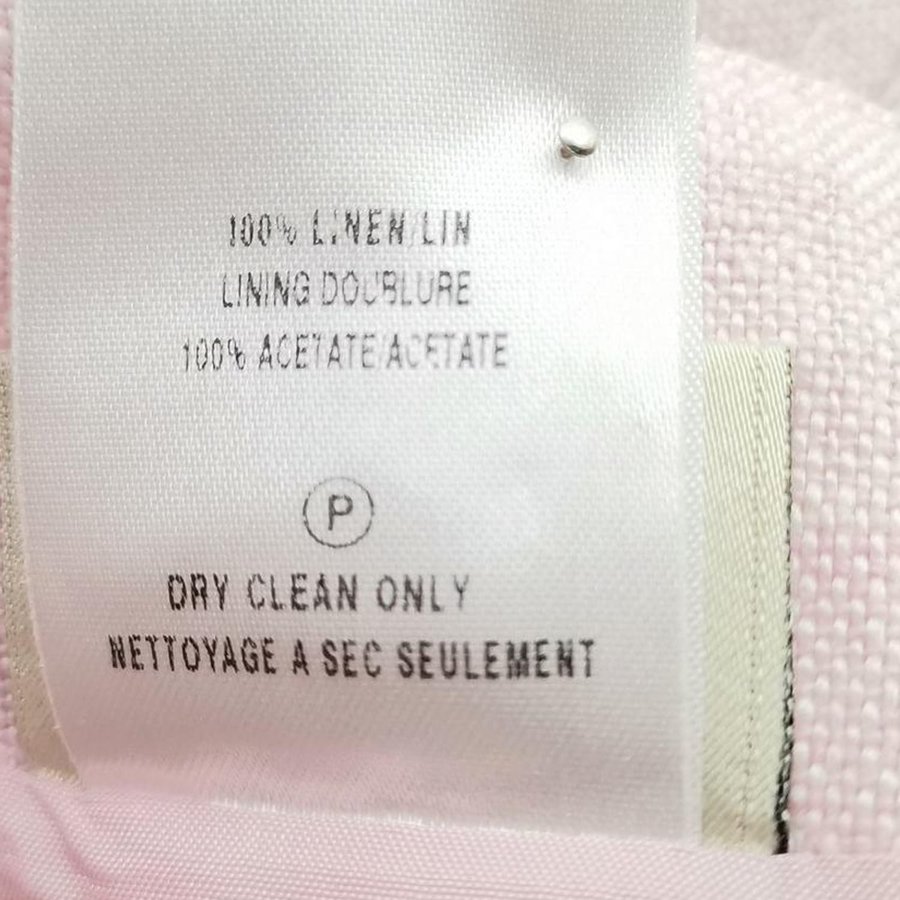 100% LINEN/LIN
LINING DOUBLURE
100% ACETATE/ACETATE
P
DRY CLEAN ONLY
NETTOYAGE A SEC SEULEMENT